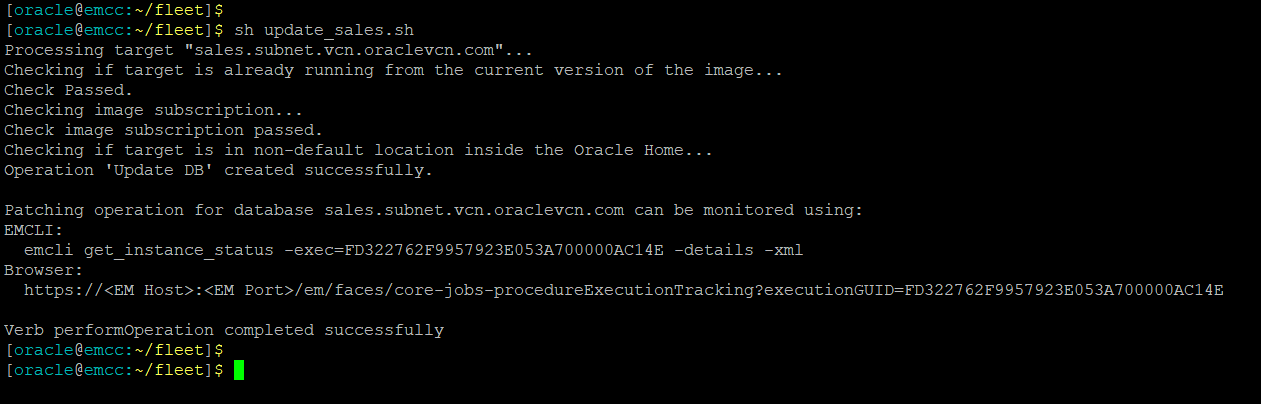 [oracle@emcc:~/fleet]$
[oracle@emcc:~/fleet]$ sh update_sales.sh
Processing target "sales.subnet.vcn.oraclevcn.com"...
Checking if target is already running from the current version of the image...
Check Passed.
Checking image subscription...
Check image subscription passed.
Checking if target is in non-default location inside the Oracle Home...
Operation 'Update DB' created successfully.

Patching operation for database sales.subnet.vcn.oraclevcn.com can be monitored using:
EMCLI:
  emcli get_instance_status -exec=FD322762F9957923E053A700000AC14E -details -xml
Browser:
  https://<EM Host>:<EM Port>/em/faces/core-jobs-procedureExecutionTracking?executionGUID=FD322762F9957923E053A700000AC14E

Verb performOperation completed successfully
[oracle@emcc:~/fleet]$
[oracle@emcc:~/fleet]$